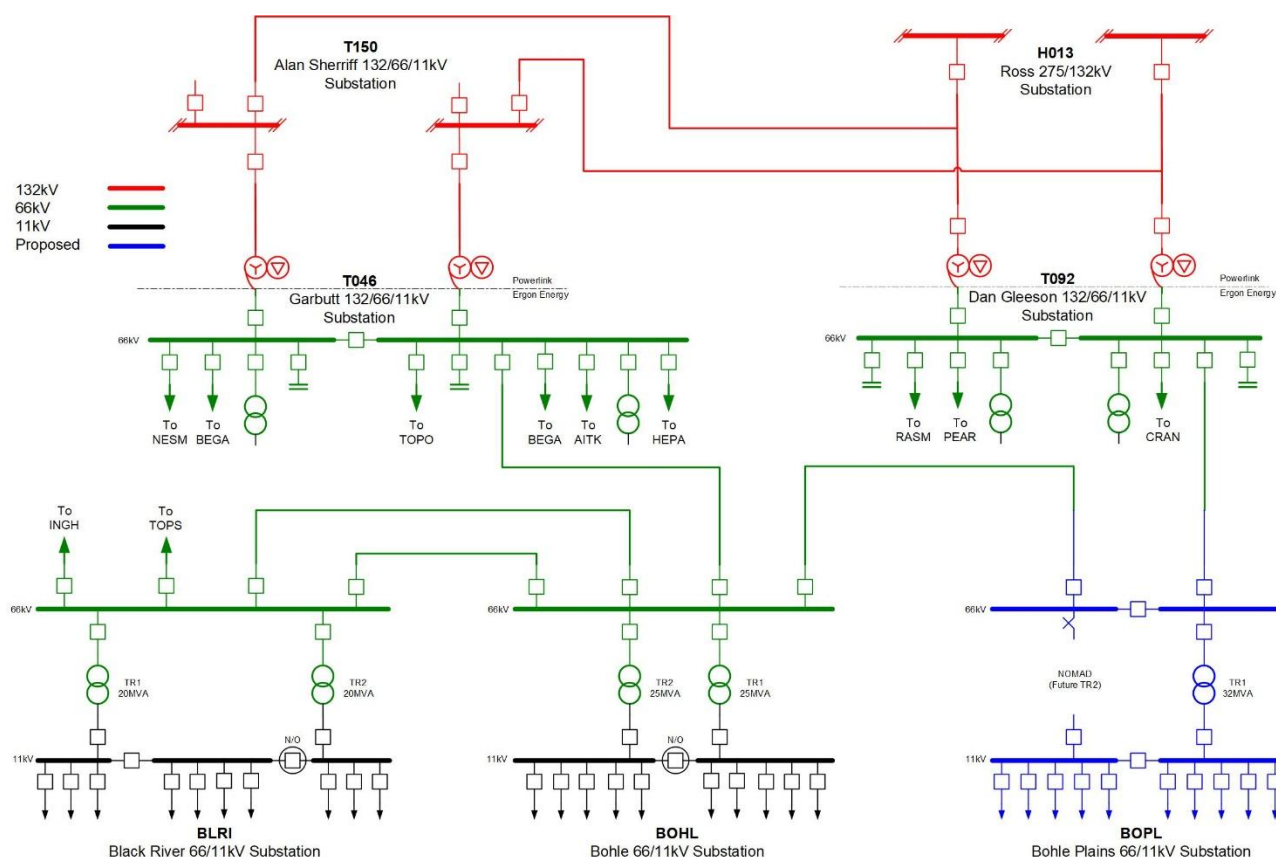 T150
Alan Sherriff 132/66/11kV
Substation
H013
Ross 275/132kV
Substation
132kV
66kV
11kV
Proposed
T046
Garbutt 132/66/11kV
Substation
Powerlink
Ergon Energy
T092
Dan Gleeson 132/66/11kV
Substation
Powerlink
Ergon Energy
66kV
66kV
To
NESM
To
BEGA
To
TOPO
To
BEGA
To
AITK
To
HEPA
To
RASM
To
PEAR
To
CRAN
To
INGH
To
TOPS
66kV
66kV
66kV
TR1
20MVA
TR2
20MVA
TR2
25MVA
TR1
25MVA
NOMAD
(Future TR2)
TR1
32MVA
N/O
N/O
11kV
11kV
11kV
BLRI
Black River 66/11kV Substation
BOHL
Bohle 66/11kV Substation
BOPL
Bohle Plains 66/11kV Substation